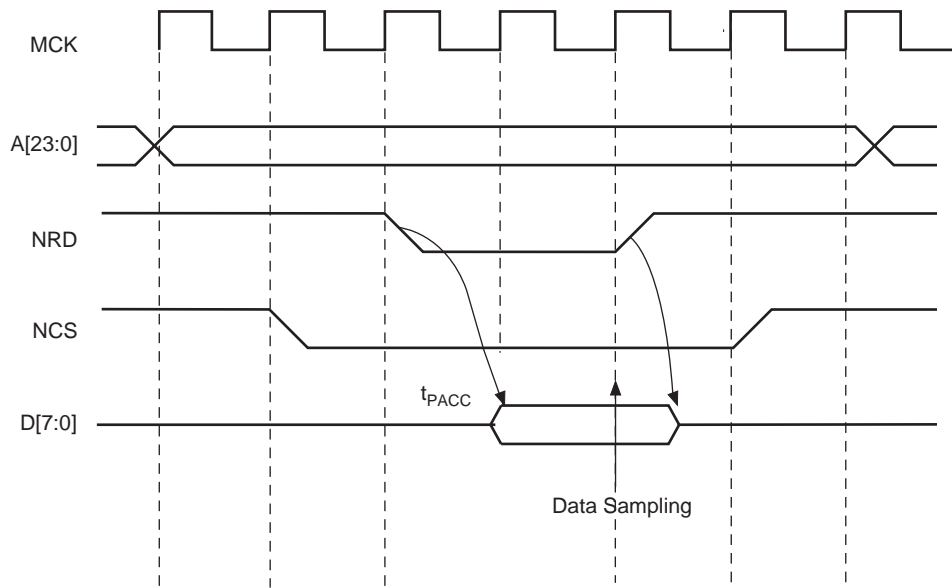 MCK
A[23:0]
NRD
NCS
tPACC
D[7:0]
Data Sampling